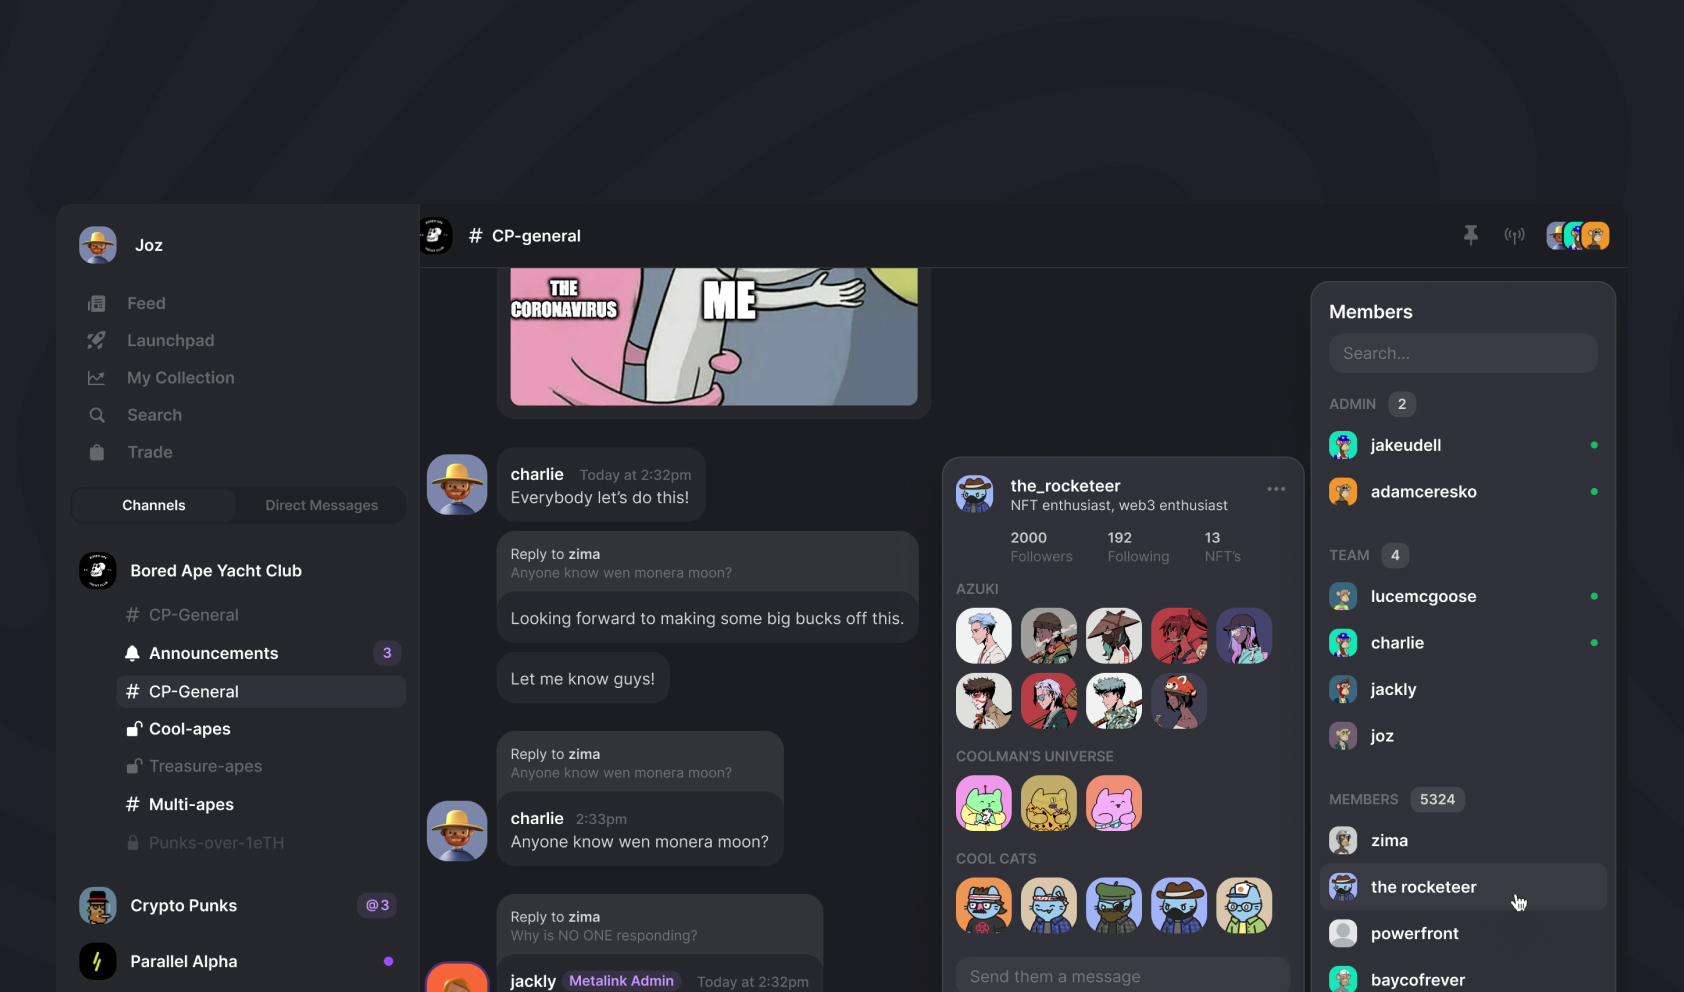 Joz
Feed
Launchpad
My Collection
Search
Trade
Channels
Direct Messages
Bored Ape Yacht Club
# CP-General
Announcements
3
# CP-General
Cool-apes
Treasure-apes
# Multi-apes
Punks-over-1eTH
Crypto Punks
@3
Parallel Alpha
# CP-general
THE
CORONAVIRUS
ME
charlie Today at 2:32pm
Everybody let's do this!
Reply to zima
Anyone know wen monera moon?
Looking forward to making some big bucks off this.
Let me know guys!
Reply to zima
Anyone know wen monera moon?
charlie 2:33pm
Anyone know wen monera moon?
Reply to zima
Why is NO ONE responding?
jackly Metalink Admin Today at 2:32pm
the_rocketeer
NFT enthusiast, web3 enthusiast
2000 192 13
Followers Following NFT's
AZUKI
COOLMAN'S UNIVERSE
COOL CATS
Send them a message
Members
Search...
ADMIN 2
jakeudell
adamceresko
TEAM 4
lucemcgoose
charlie
jackly
joz
MEMBERS 5324
zima
the rocketeer
powerfront
baycofrever